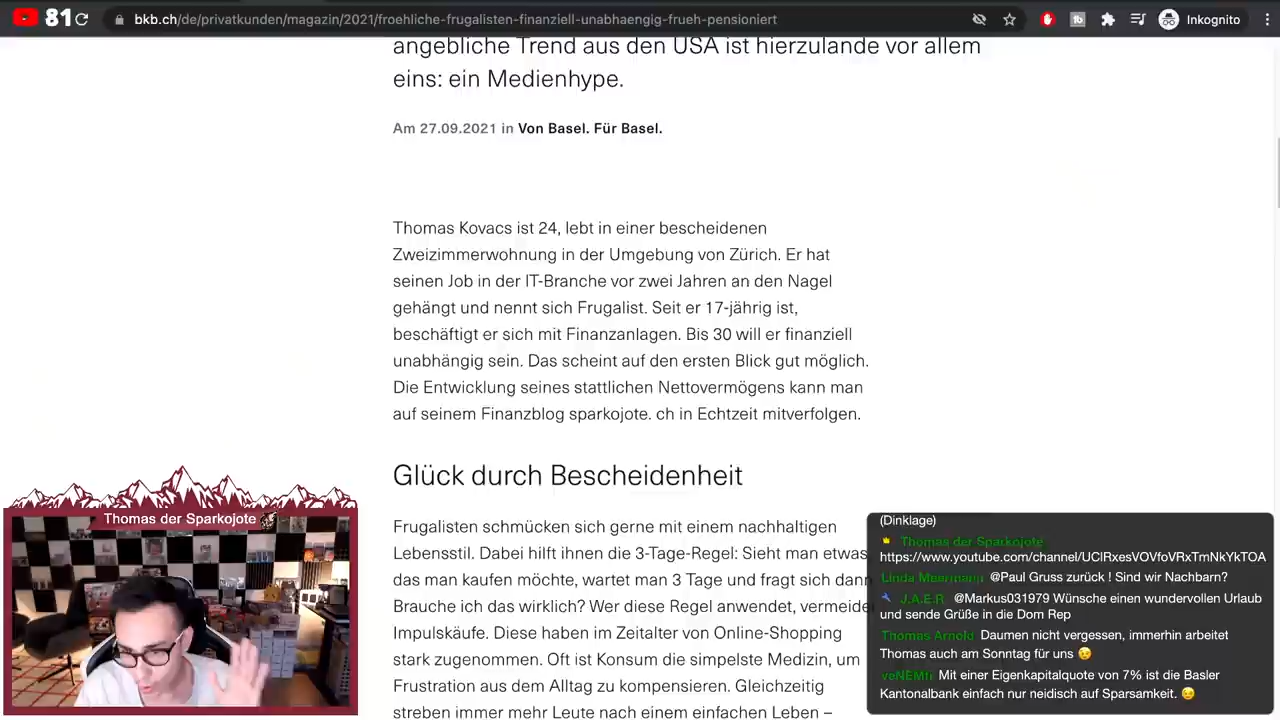 81
bkb.ch/de/privatkunden/magazin/2021/froehliche-frugalisten-finanziell-unabhaengig-frueh-pensioniert
Inkognito
angebliche Trend aus den USA ist hierzulande vor allem
eins: ein Medienhype.
Am 27.09.2021 in Von Basel. Für Basel.
Thomas Kovacs ist 24, lebt in einer bescheidenen
Zweizimmerwohnung in der Umgebung von Zürich. Er hat
seinen Job in der IT-Branche vor zwei Jahren an den Nagel
gehängt und nennt sich Frugalist. Seit er 17-jährig ist,
beschäftigt er sich mit Finanzanlagen. Bis 30 will er finanziell
unabhängig sein. Das scheint auf den ersten Blick gut möglich.
Die Entwicklung seines stattlichen Nettovermögens kann man
auf seinem Finanzblog sparkojote. ch in Echtzeit mitverfolgen.
Glück durch Bescheidenheit
Frugalisten schmücken sich gerne mit einem nachhaltigen
Lebensstil. Dabei hilft ihnen die 3-Tage-Regel: Sieht man etwas
das man kaufen möchte, wartet man 3 Tage und fragt sich dann
Brauche ich das wirklich? Wer diese Regel anwendet, vermeide
Impulskäufe. Diese haben im Zeitalter von Online-Shopping
stark zugenommen. Oft ist Konsum die simpelste Medizin, um
Frustration aus dem Alltag zu kompensieren. Gleichzeitig
streben immer mehr Leute nach einem einfachen Leben –
Thomas der Sparkojote
(Dinklage)
Thomas der Sparkojote
https://www.youtube.com/channel/UClRxesVOVfoVRxTmNkYkTOA
Linda Meermann @Paul Gruss zurück ! Sind wir Nachbarn?
J.A.E.R @Markus031979 Wünsche einen wundervollen Urlaub
und sende Grüße in die Dom Rep
Thomas Arnold Daumen nicht vergessen, immerhin arbeitet
Thomas auch am Sonntag für uns 😉
veNEMti Mit einer Eigenkapitalquote von 7% ist die Basler
Kantonalbank einfach nur neidisch auf Sparsamkeit. 😉